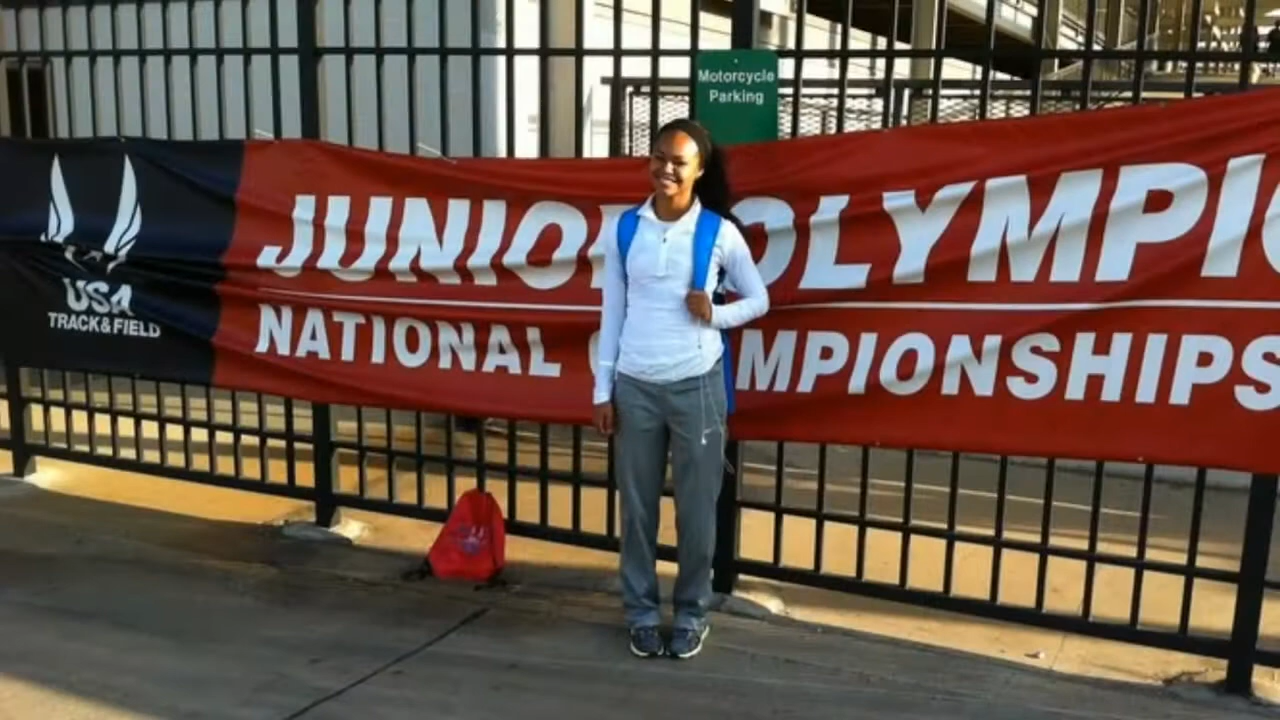 Motorcycle
Parking
JUNIO OLYMPI
NATIONAL MPIONSHIPS
USA
TRACK&FIELD